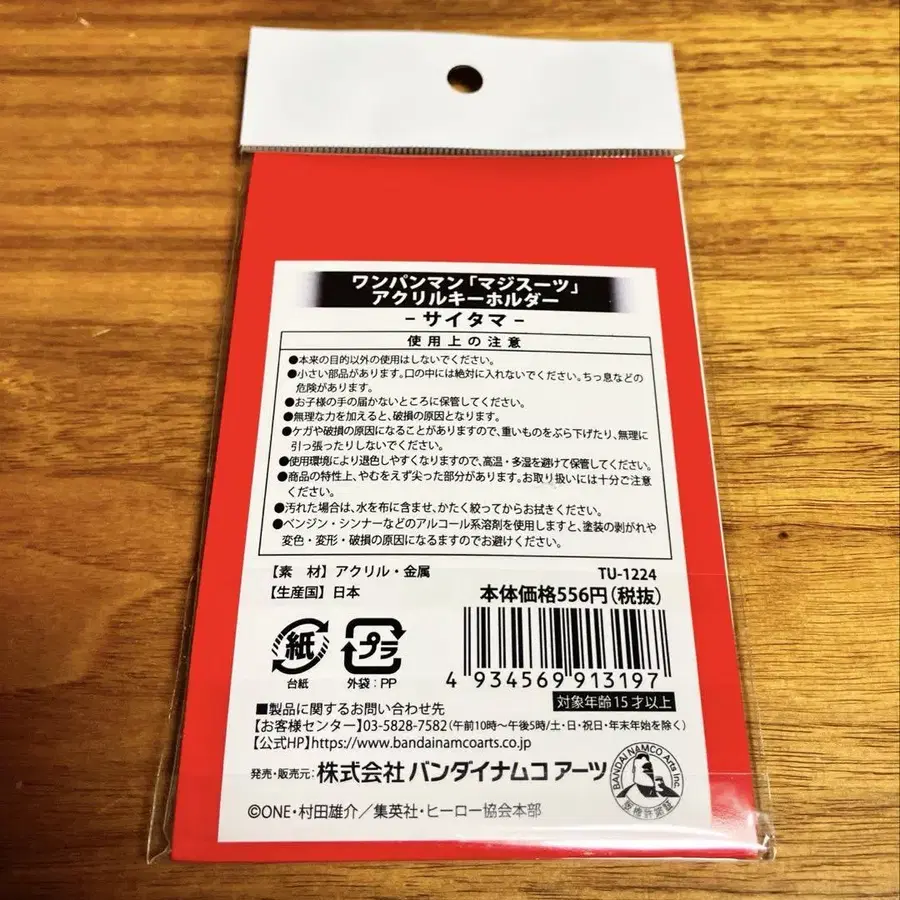 ワンパンマン「マジスーツ」
アクリルキーホルダー
- サイタマ -
使用上の注意
●本来の目的以外の使用はしないでください。
●小さい部品があります。口の中には絶対に入れないでください。ちっ息などの
危険があります。
●お子様の手の届かないところに保管してください。
●無理な力を加えると、破損の原因となります。
●ケガや破損の原因になることがありますので、重いものをぶら下げたり、無理に
引っ張ったりしないでください。
●使用環境により退色しやすくなりますので、高温・多湿を避けて保管してください。
●商品の特性上、やむをえず尖った部分があります。お取り扱いには十分ご注意
ください。
●汚れた場合は、水を布に含ませ、かたく絞ってからお拭きください。
●ベンジン・シンナーなどのアルコール系溶剤を使用しますと、塗装の剥がれや
変色・変形・破損の原因になるますのでお避けください。
【素 材】アクリル・金属
TU-1224
【生産国】日本
本体価格556円(税抜)
紙
台紙
プラ
外袋:PP
4 934569 913197
対象年齢15才以上
■製品に関するお問い合わせ先
【お客様センター】03-5828-7582(午前10時〜午後5時/土・日・祝日・年末年始を除く)
【公式HP】https://www.bandainamcoarts.co.jp
発売・販売元:株式会社バンダイナムコアーツ
BANDAI NAMCO Arts Inc.
版権許諾証
©ONE・村田雄介/集英社・ヒーロー協会本部